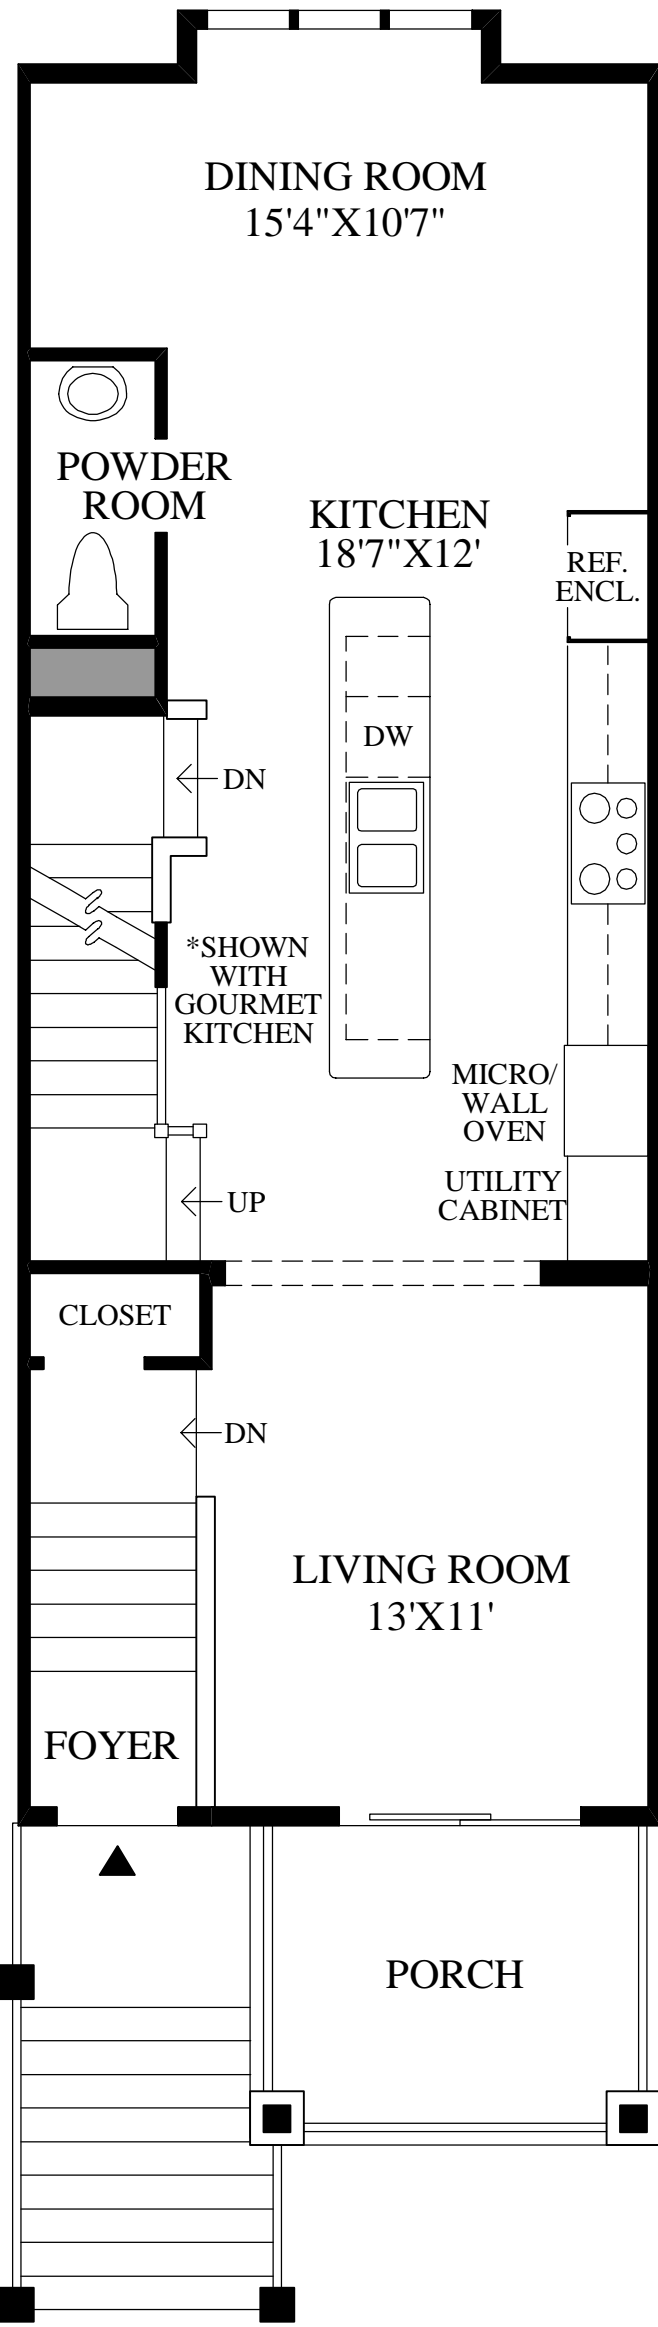 DINING ROOM
15'4"X10'7"
POWDER
ROOM
KITCHEN
18'7"X12'
REF.
ENCL.
DW
DN
*SHOWN
WITH
GOURMET
KITCHEN
MICRO/
WALL
OVEN
UTILITY
CABINET
UP
CLOSET
DN
LIVING ROOM
13'X11'
FOYER
PORCH